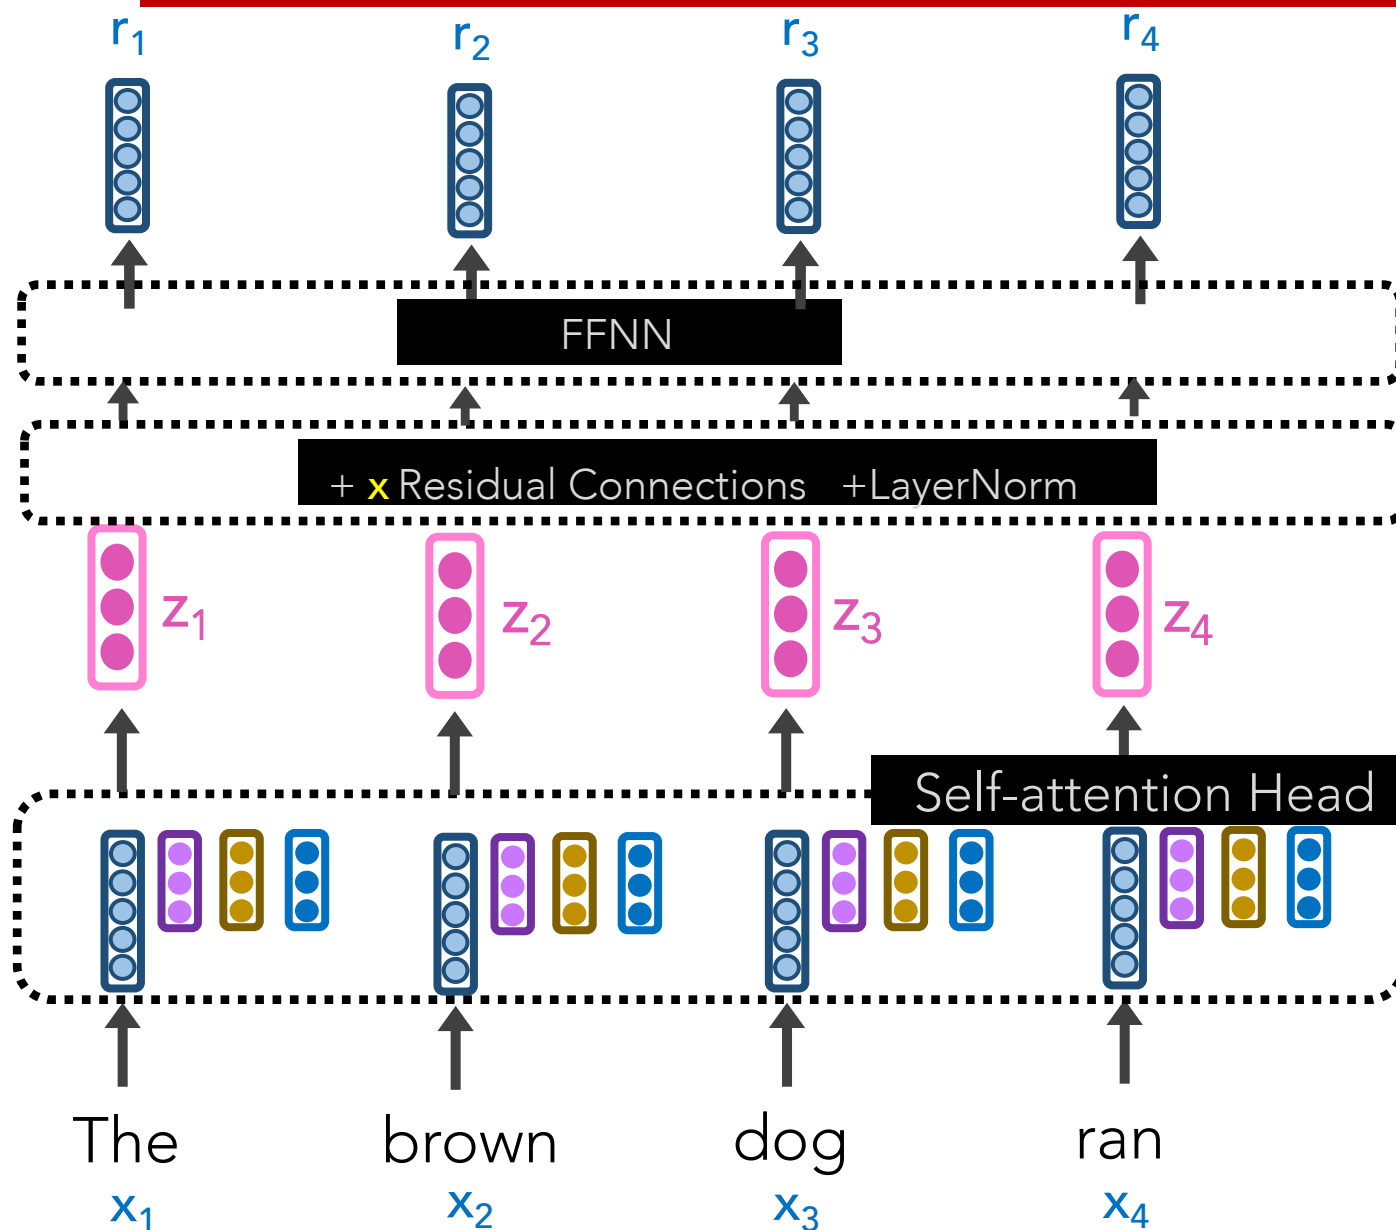 r₁ r₂ r₃ r₄
FFNN
+ x Residual Connections +LayerNorm
z₁ z₂ z₃ z₄
Self-attention Head
The brown dog ran
x₁ x₂ x₃ x₄